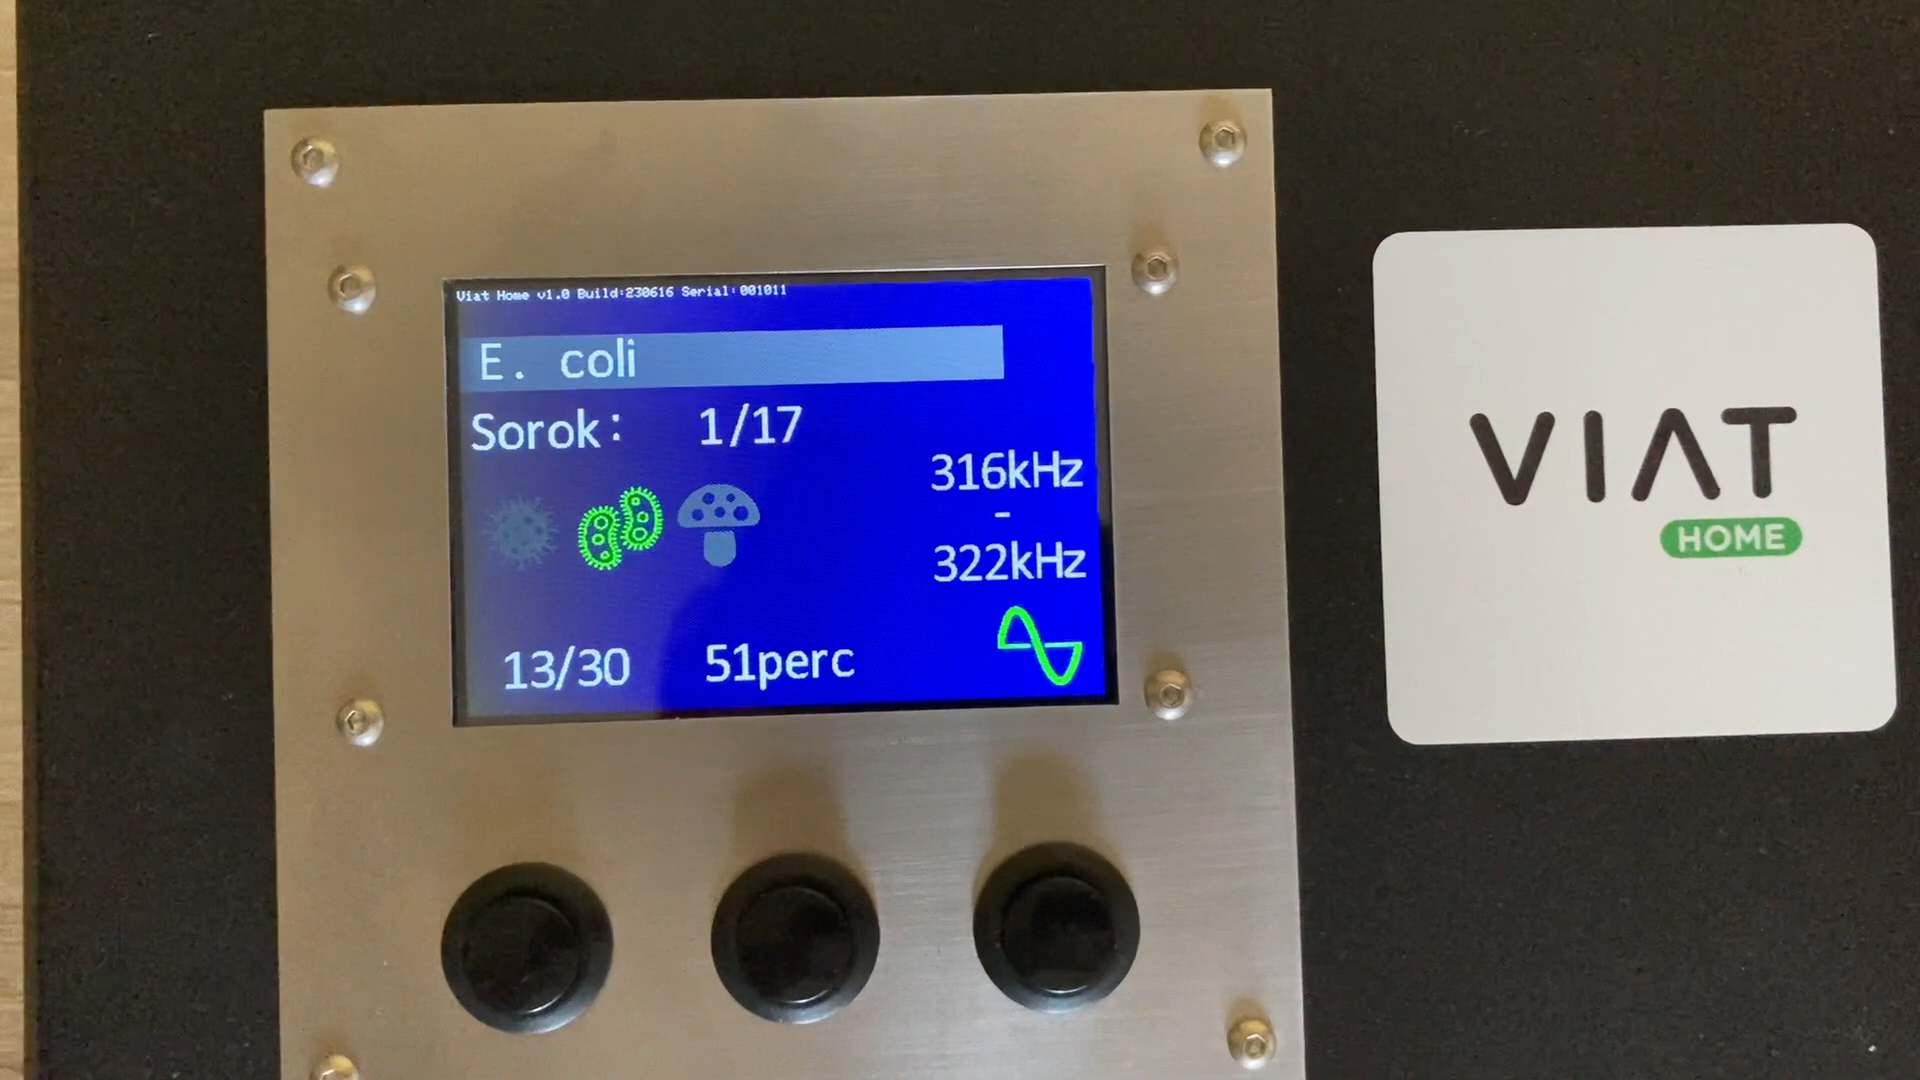 Viat Home v1.0 Build:230616 Serial:001011
E. coli
Sorok: 1/17
316kHz
-
322kHz
13/30 51perc
VIAT
HOME